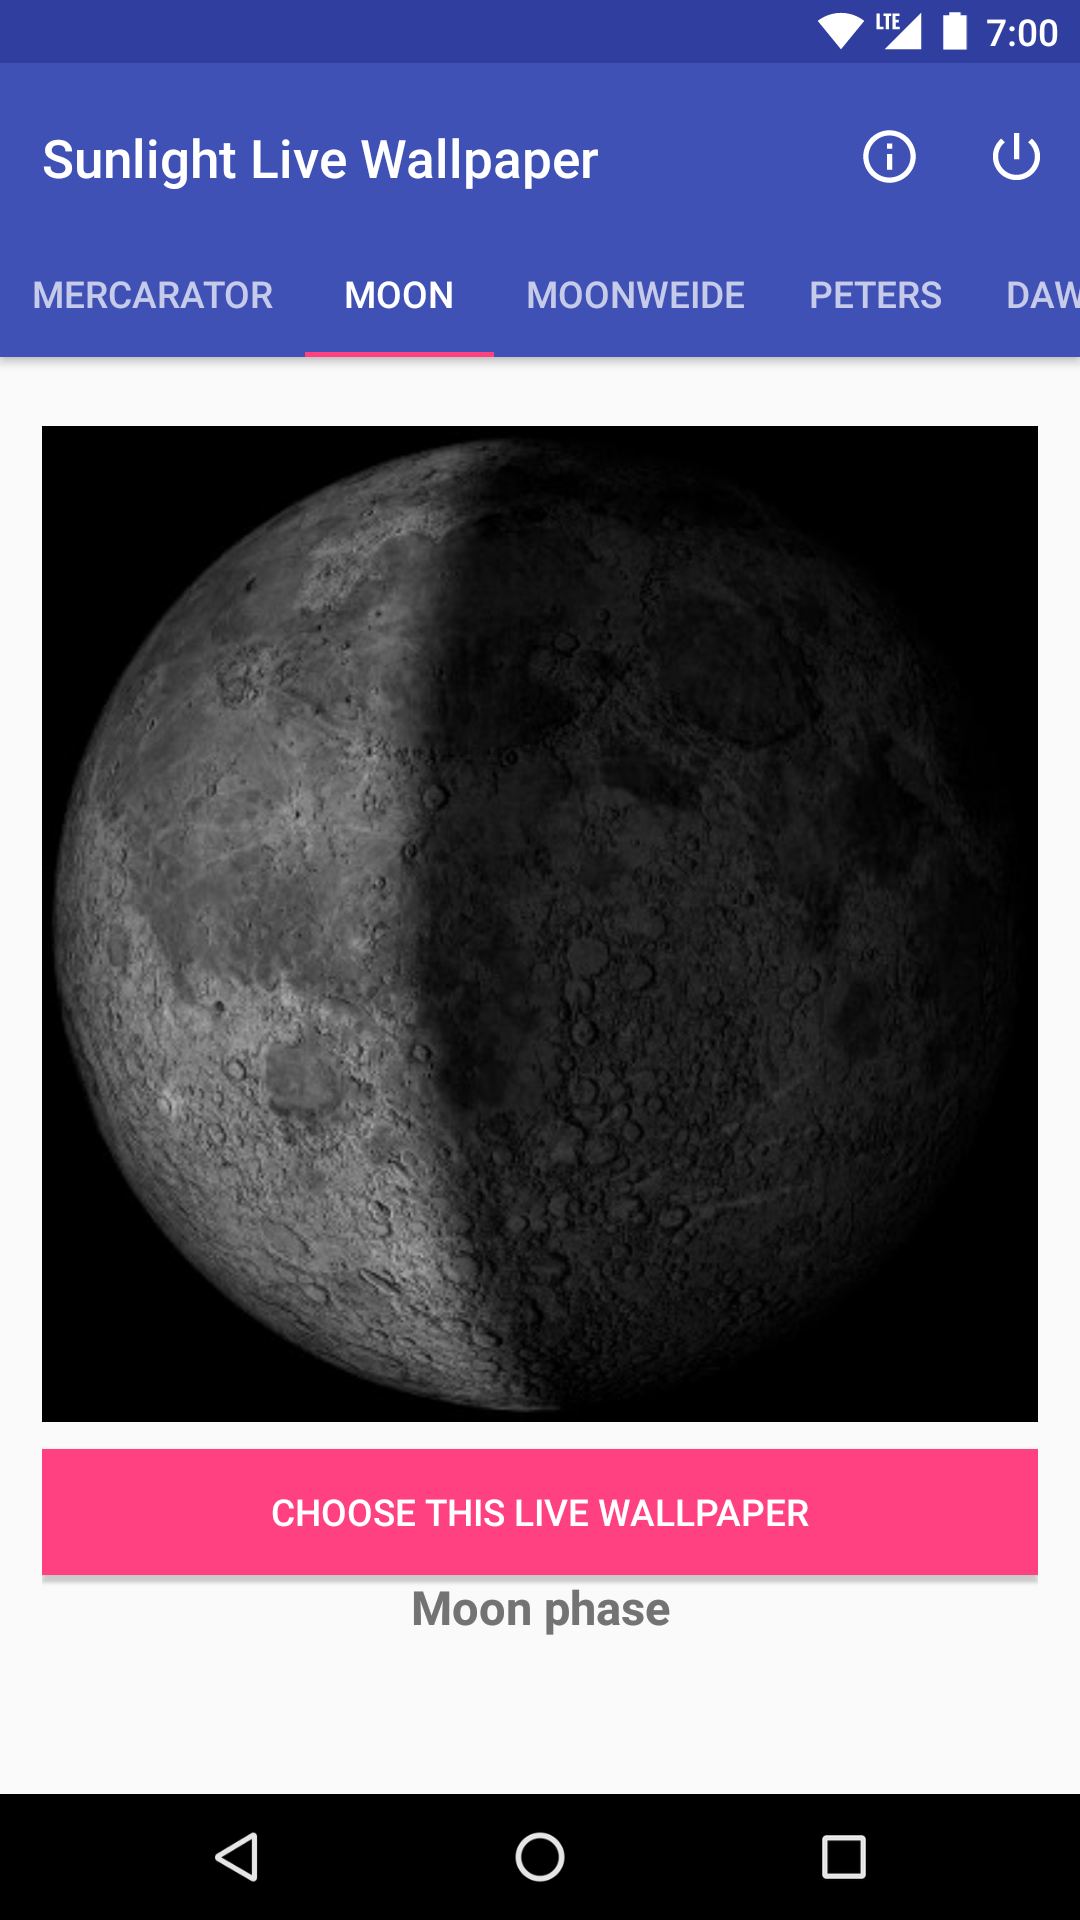 LTE 7:00
Sunlight Live Wallpaper
MERCARATOR MOON MOONWEIDE PETERS DAW
CHOOSE THIS LIVE WALLPAPER
Moon phase